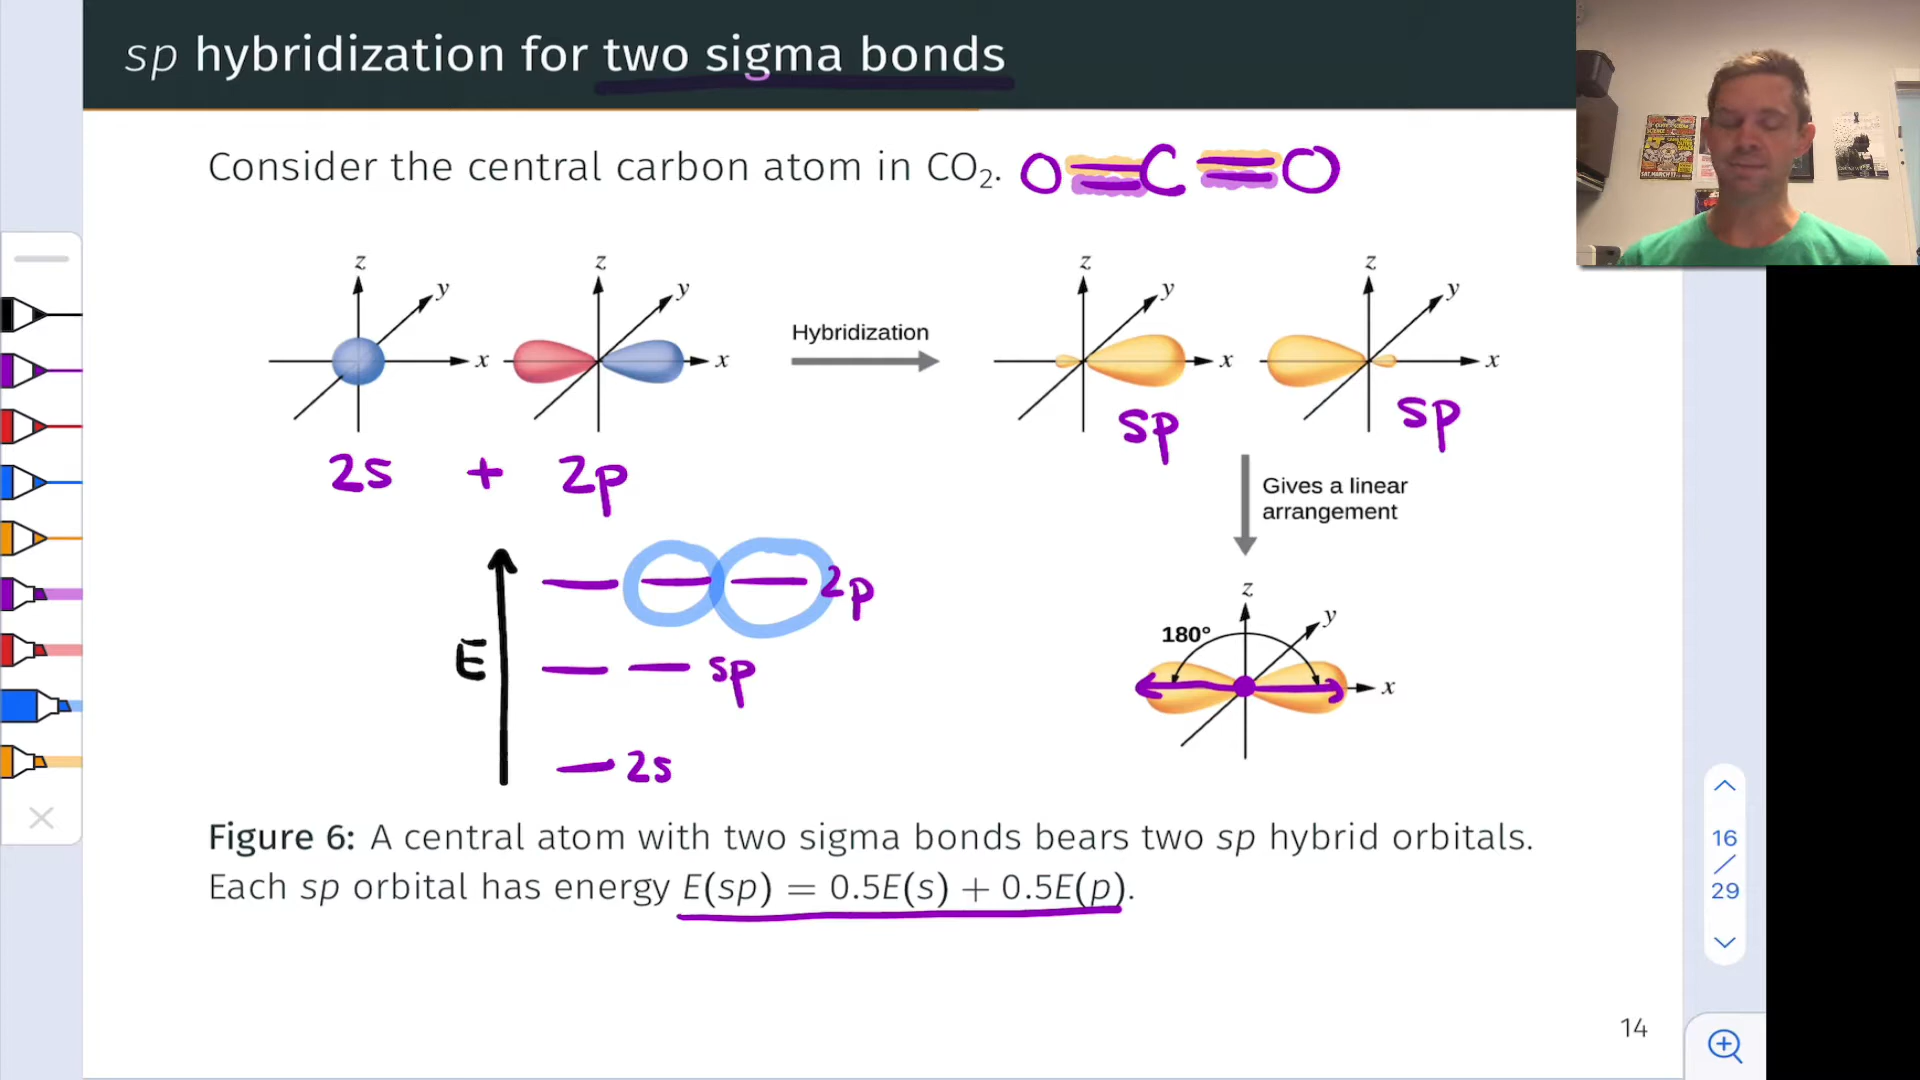 sp hybridization for two sigma bonds
Consider the central carbon atom in CO₂. O=C=O
z y x
z y x
Hybridization
z y x
z y x
2s + 2p
sp
sp
Gives a linear
arrangement
E
2p
sp
2s
z
y
180°
x
Figure 6: A central atom with two sigma bonds bears two sp hybrid orbitals.
Each sp orbital has energy E(sp) = 0.5E(s) + 0.5E(p).
16
/
29
14